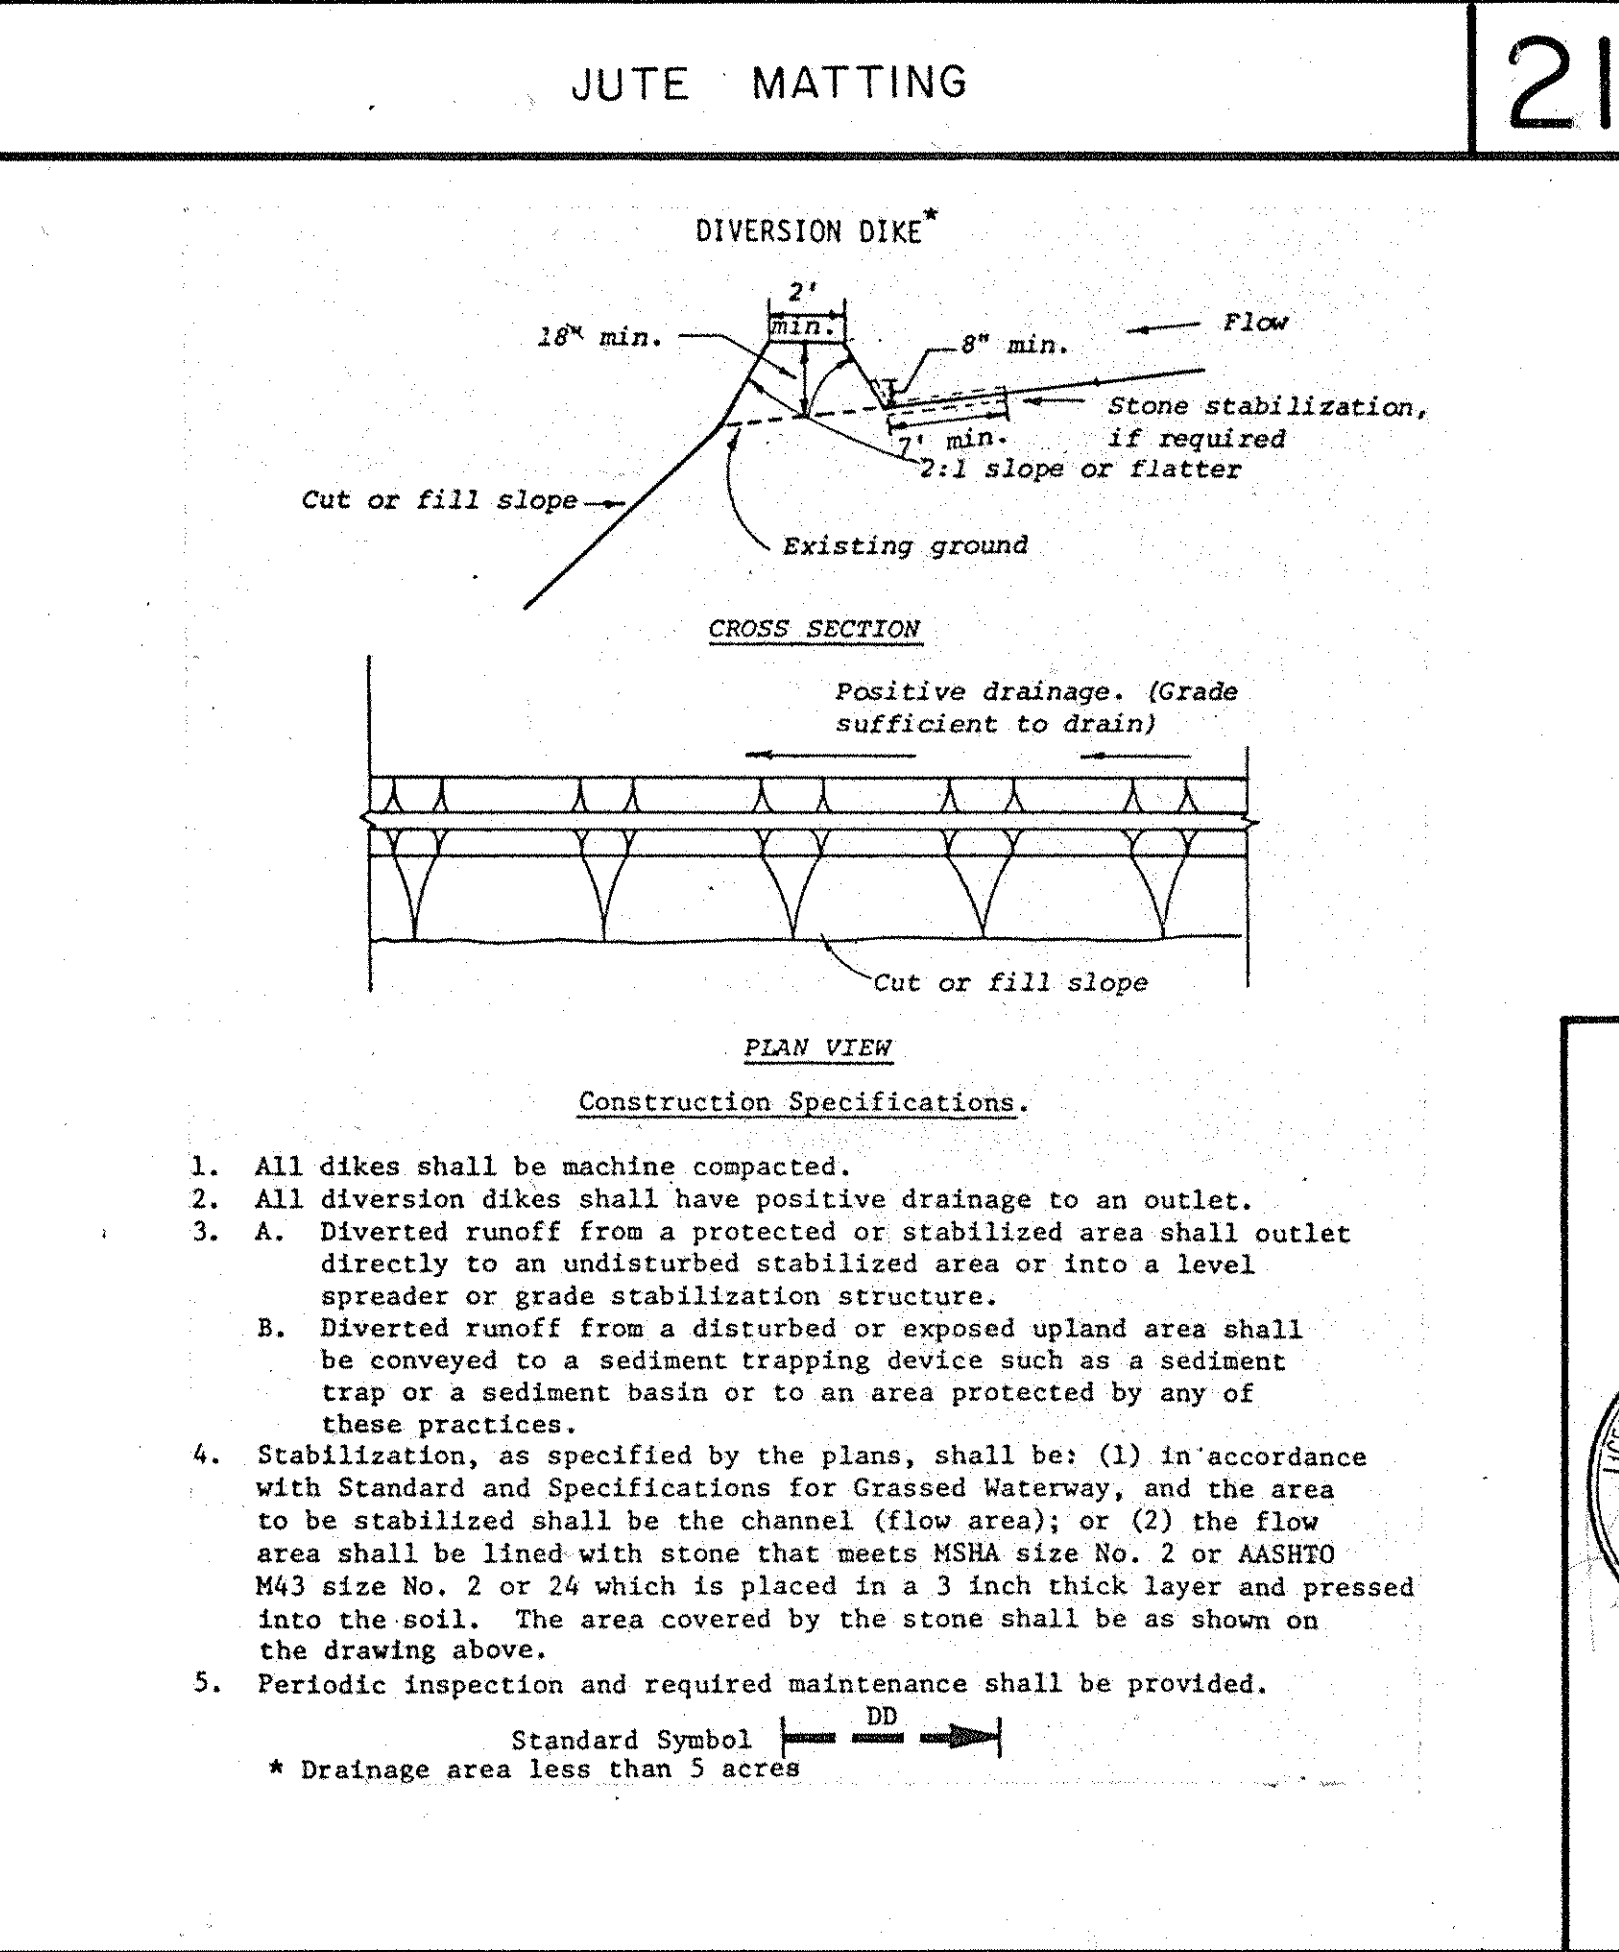 JUTE MATTING
21
DIVERSION DIKE*
2'
min.
18" min.
8" min.
Flow
Stone stabilization,
if required
7' min.
2:1 slope or flatter
Cut or fill slope
Existing ground
CROSS SECTION
Positive drainage. (Grade
sufficient to drain)
Cut or fill slope
PLAN VIEW
Construction Specifications.
1. All dikes shall be machine compacted.
2. All diversion dikes shall have positive drainage to an outlet.
3. A. Diverted runoff from a protected or stabilized area shall outlet
directly to an undisturbed stabilized area or into a level
spreader or grade stabilization structure.
B. Diverted runoff from a disturbed or exposed upland area shall
be conveyed to a sediment trapping device such as a sediment
trap or a sediment basin or to an area protected by any of
these practices.
4. Stabilization, as specified by the plans, shall be: (1) in accordance
with Standard and Specifications for Grassed Waterway, and the area
to be stabilized shall be the channel (flow area); or (2) the flow
area shall be lined with stone that meets MSHA size No. 2 or AASHTO
M43 size No. 2 or 24 which is placed in a 3 inch thick layer and pressed
into the soil. The area covered by the stone shall be as shown on
the drawing above.
5. Periodic inspection and required maintenance shall be provided.
DD
Standard Symbol
* Drainage area less than 5 acres